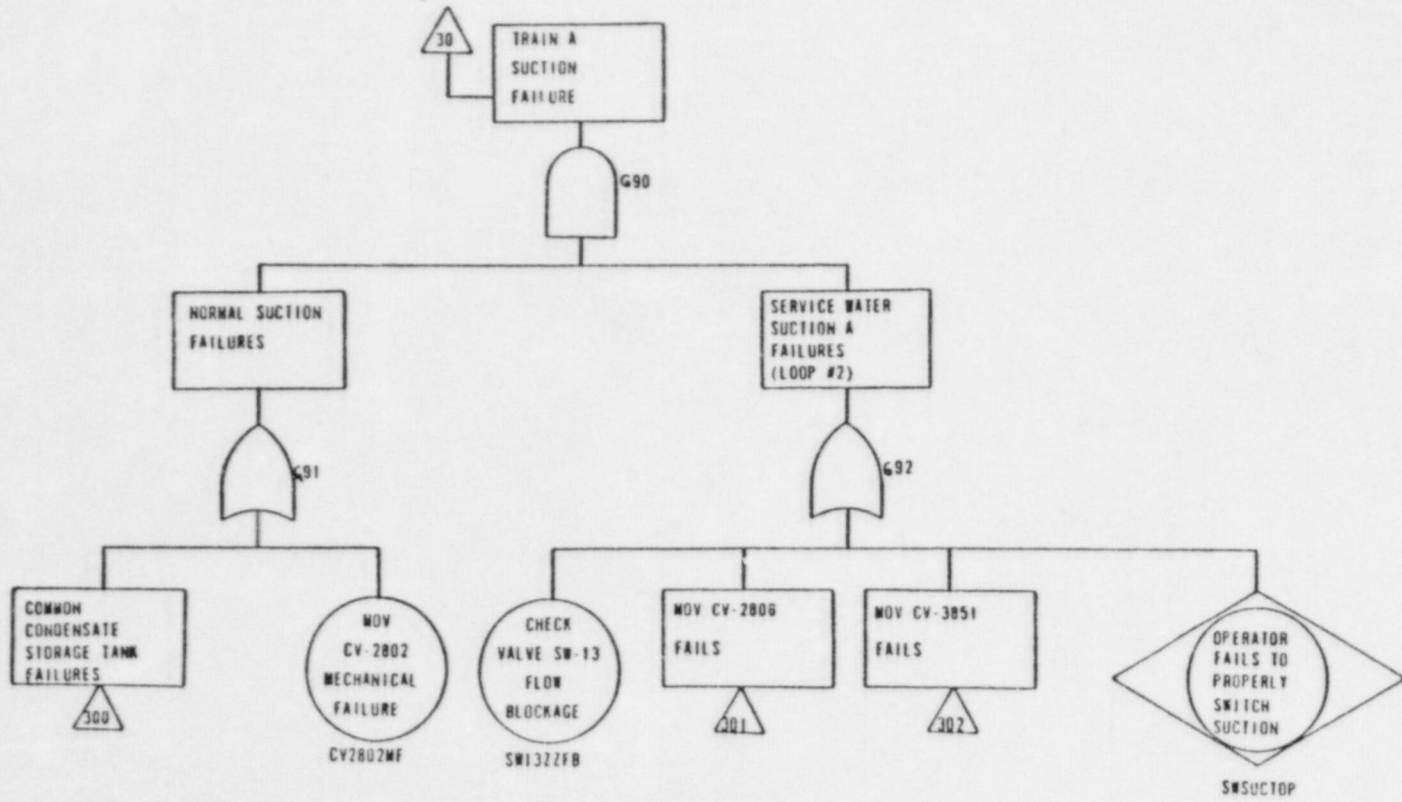 30
TRAIN A
SUCTION
FAILURE
G90
NORMAL SUCTION
FAILURES
SERVICE WATER
SUCTION A
FAILURES
(LOOP #2)
G91
G92
COMMON
CONDENSATE
STORAGE TANK
FAILURES
300
MOV
CV-2802
MECHANICAL
FAILURE
CV2802MF
CHECK
VALVE SW-13
FLOW
BLOCKAGE
SW13ZZFB
MOV CV-2806
FAILS
301
MOV CV-3851
FAILS
302
OPERATOR
FAILS TO
PROPERLY
SWITCH
SUCTION
SWSUCTOP